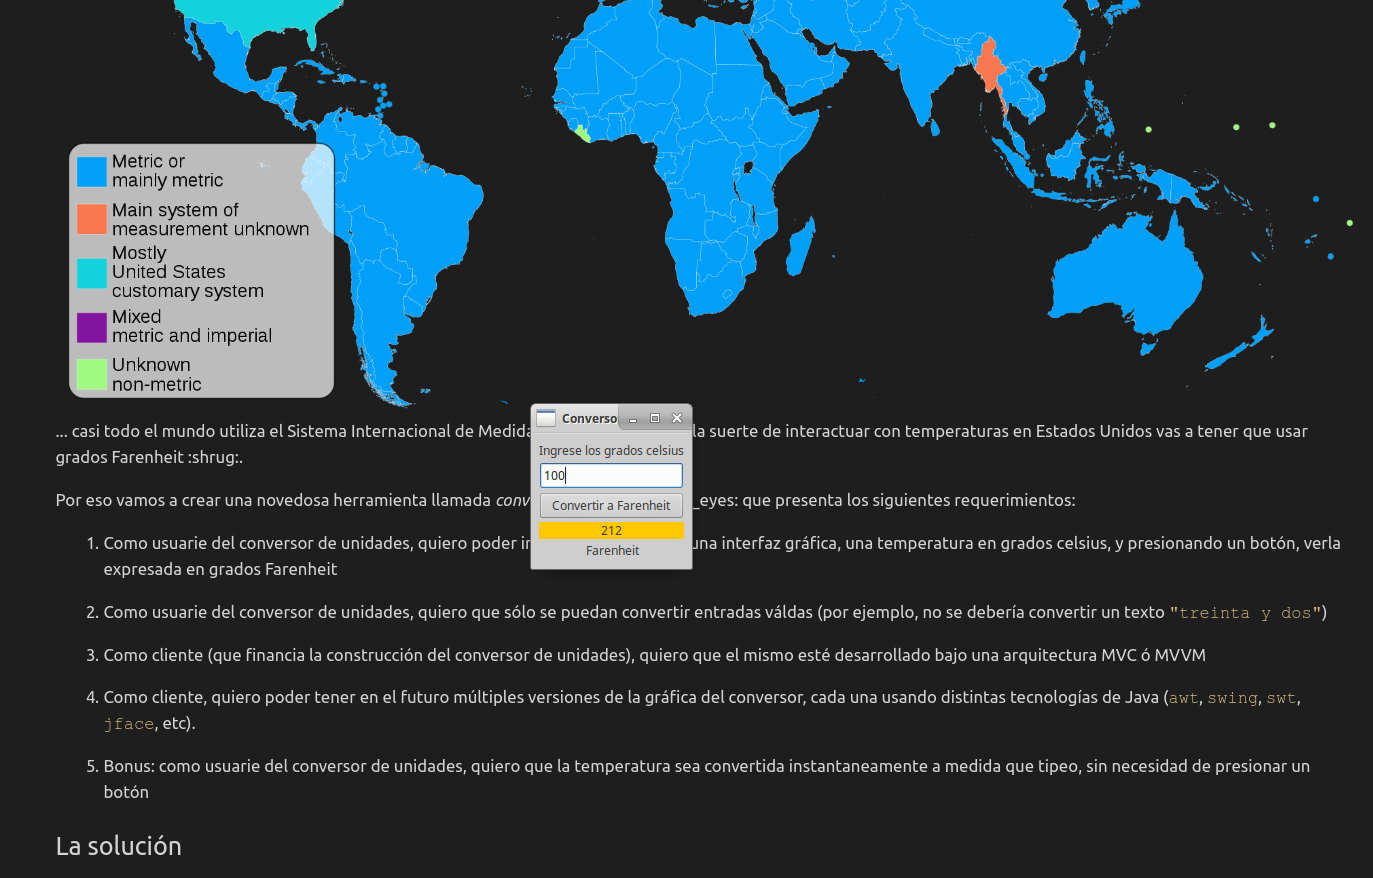 Metric or
mainly metric
Main system of
measurement unknown
Mostly
United States
customary system
Mixed
metric and imperial
Unknown
non-metric
... casi todo el mundo utiliza el Sistema Internacional de la suerte de interactuar con temperaturas en Estados Unidos vas a tener que usar
grados Farenheit :shrug:.
Converso
Ingrese los grados celsius
100
Convertir a Farenheit
212
Farenheit
Por eso vamos a crear una novedosa herramienta llamada _eyes: que presenta los siguientes requerimientos:
1. Como usuarie del conversor de unidades, quiero poder una interfaz gráfica, una temperatura en grados celsius, y presionando un botón, verla
expresada en grados Farenheit
2. Como usuarie del conversor de unidades, quiero que sólo se puedan convertir entradas váldas (por ejemplo, no se debería convertir un texto "treinta y dos")
3. Como cliente (que financia la construcción del conversor de unidades), quiero que el mismo esté desarrollado bajo una arquitectura MVC ó MVVM
4. Como cliente, quiero poder tener en el futuro múltiples versiones de la gráfica del conversor, cada una usando distintas tecnologías de Java (awt, swing, swt,
jface, etc).
5. Bonus: como usuarie del conversor de unidades, quiero que la temperatura sea convertida instantaneamente a medida que tipeo, sin necesidad de presionar un
botón
La solución